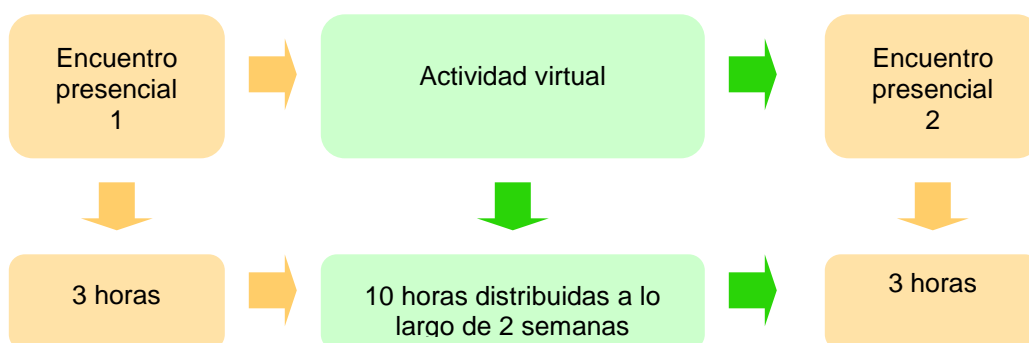 Encuentro
presencial
1
Actividad virtual
Encuentro
presencial
2
3 horas
10 horas distribuidas a lo
largo de 2 semanas
3 horas